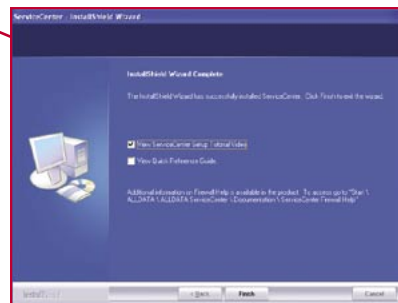 ServiceCenter - InstallShield Wizard
InstallShield Wizard Complete
The InstallShield Wizard has successfully installed ServiceCenter. Click Finish to exit the wizard.
View ServiceCenter Setup Tutorial Video
View Quick Reference Guide.
Additional information on Firewall Help is available in the product. To access go to "Start \
ALLDATA \ ALLDATA ServiceCenter \ Documentation \ ServiceCenter Firewall Help"
InstallShield
< Back
Finish
Cancel